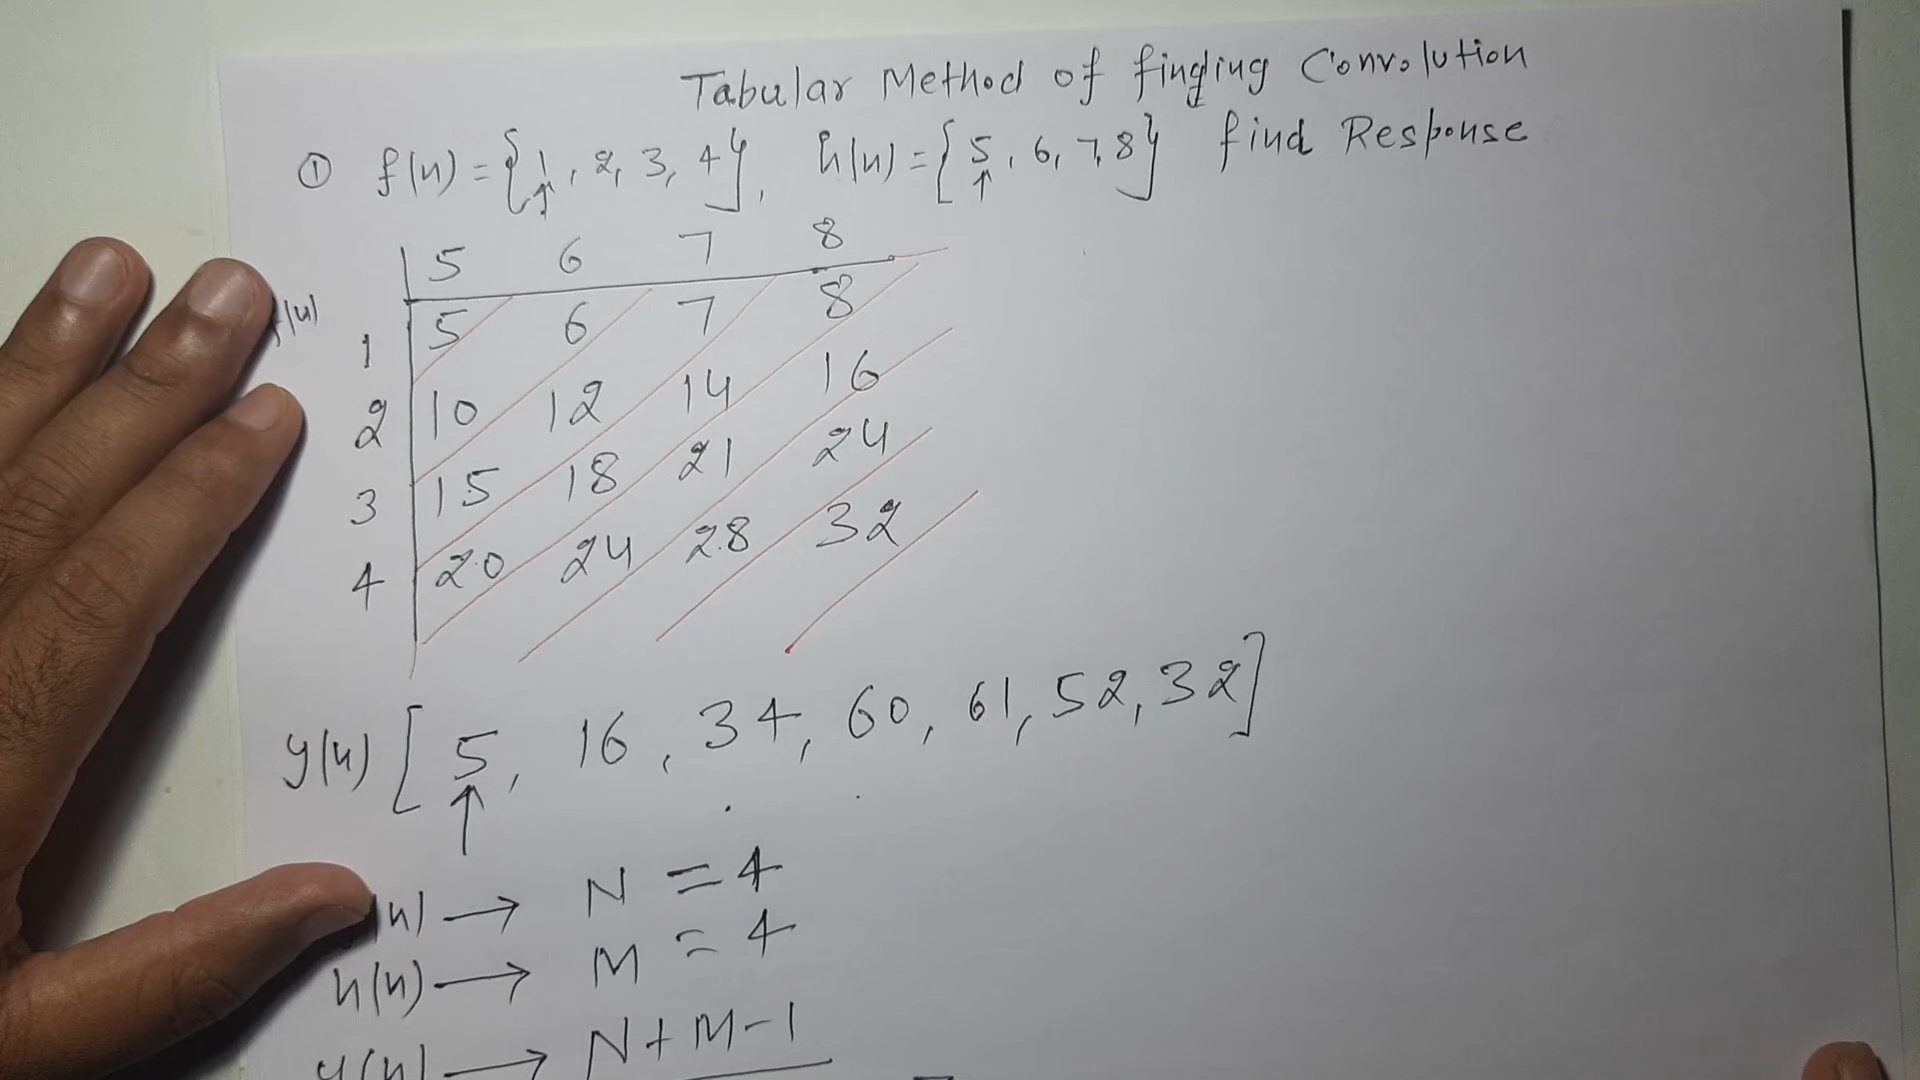 Tabular Method of finding Convolution
① f(n) = {1, 2, 3, 4}, h(n) = {5, 6, 7, 8} find Response
↑ ↑
5 6 7 8
(n)
1 5 6 7 8
2 10 12 14 16
3 15 18 21 24
4 20 24 28 32
y(n) [5, 16, 34, 60, 61, 52, 32]
↑
(n) → N = 4
h(n) → M = 4
y(n) → N+M-1